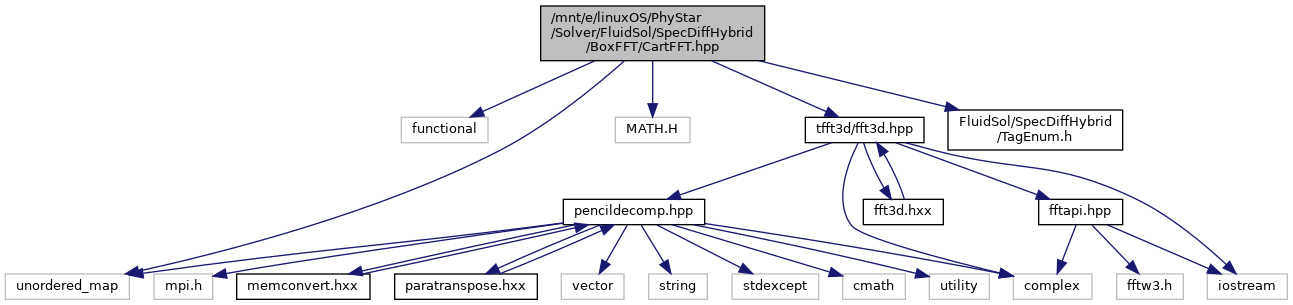 /mnt/e/linuxOS/PhyStar
/Solver/FluidSol/SpecDiffHybrid
/BoxFFT/CartFFT.hpp
functional
MATH.H
tfft3d/fft3d.hpp
FluidSol/SpecDiffHybrid
/TagEnum.h
pencildecomp.hpp
fft3d.hxx
fftapi.hpp
unordered_map
mpi.h
memconvert.hxx
paratranspose.hxx
vector
string
stdexcept
cmath
utility
complex
fftw3.h
iostream